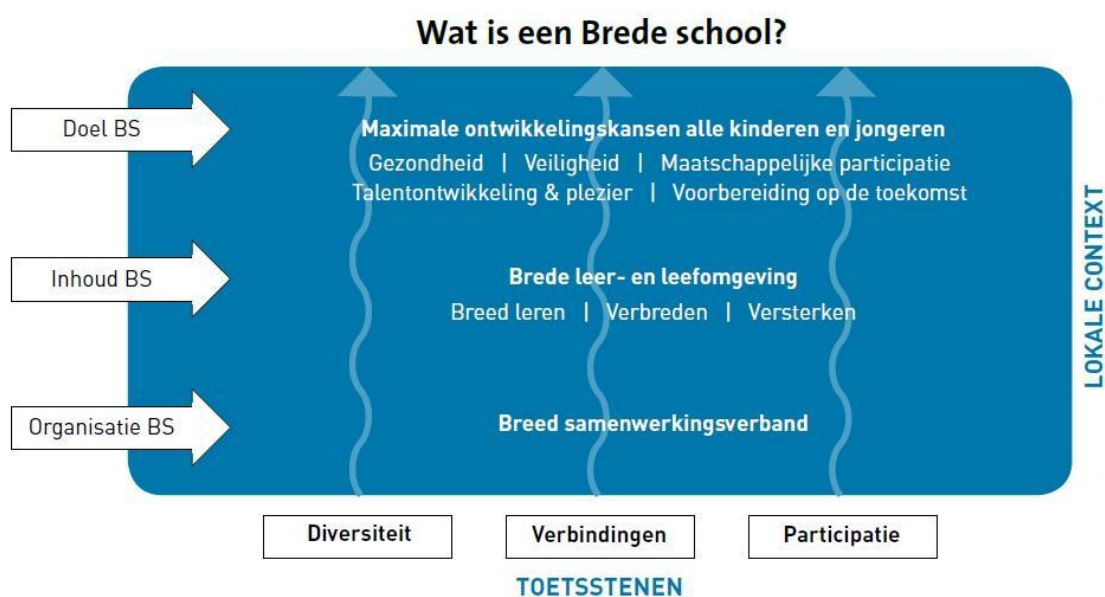 Wat is een Brede school?
Doel BS
Maximale ontwikkelingskansen alle kinderen en jongeren
Gezondheid | Veiligheid | Maatschappelijke participatie
Talentontwikkeling & plezier | Voorbereiding op de toekomst
Inhoud BS
Brede leer- en leefomgeving
Breed leren | Verbreden | Versterken
Organisatie BS
Breed samenwerkingsverband
LOKALE CONTEXT
Diversiteit
Verbindingen
Participatie
TOETSSTENEN